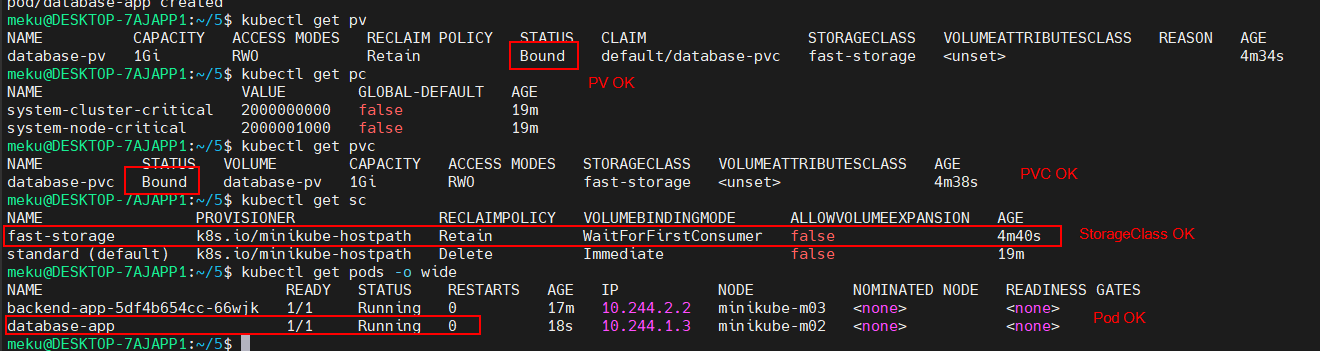 pod/database-app created
meku@DESKTOP-7AJAPP1:~/5$ kubectl get pv
NAME CAPACITY ACCESS MODES RECLAIM POLICY STATUS CLAIM STORAGECLASS VOLUMEATTRIBUTESCLASS REASON AGE
database-pv 1Gi RWO Retain Bound default/database-pvc fast-storage <unset> 4m34s
meku@DESKTOP-7AJAPP1:~/5$ kubectl get pc
PV OK
NAME VALUE GLOBAL-DEFAULT AGE
system-cluster-critical 2000000000 false 19m
system-node-critical 2000001000 false 19m
meku@DESKTOP-7AJAPP1:~/5$ kubectl get pvc
NAME STATUS VOLUME CAPACITY ACCESS MODES STORAGECLASS VOLUMEATTRIBUTESCLASS AGE
database-pvc Bound database-pv 1Gi RWO fast-storage <unset> 4m38s
PVC OK
meku@DESKTOP-7AJAPP1:~/5$ kubectl get sc
NAME PROVISIONER RECLAIMPOLICY VOLUMEBINDINGMODE ALLOWVOLUMEEXPANSION AGE
fast-storage k8s.io/minikube-hostpath Retain WaitForFirstConsumer false 4m40s
StorageClass OK
standard (default) k8s.io/minikube-hostpath Delete Immediate false 19m
meku@DESKTOP-7AJAPP1:~/5$ kubectl get pods -o wide
NAME READY STATUS RESTARTS AGE IP NODE NOMINATED NODE READINESS GATES
backend-app-5df4b654cc-66wjk 1/1 Running 0 17m 10.244.2.2 minikube-m03 <none> <none>
database-app 1/1 Running 0 18s 10.244.1.3 minikube-m02 <none> <none>
Pod OK
meku@DESKTOP-7AJAPP1:~/5$